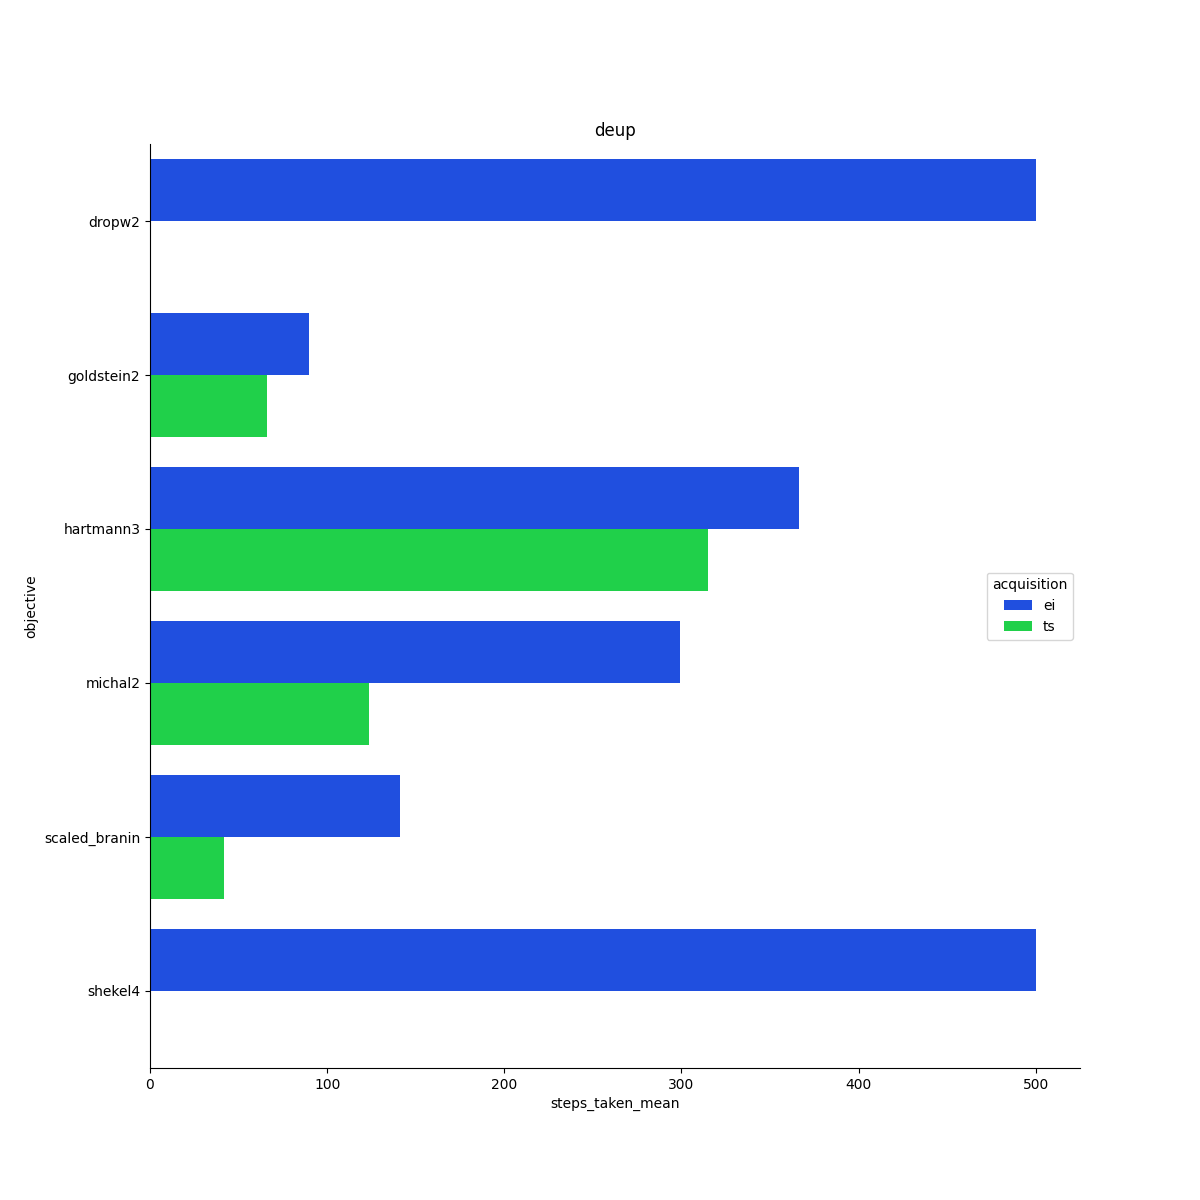 deup
dropw2
goldstein2
hartmann3
michal2
scaled_branin
shekel4
objective
0 100 200 300 400 500
steps_taken_mean
acquisition
ei
ts